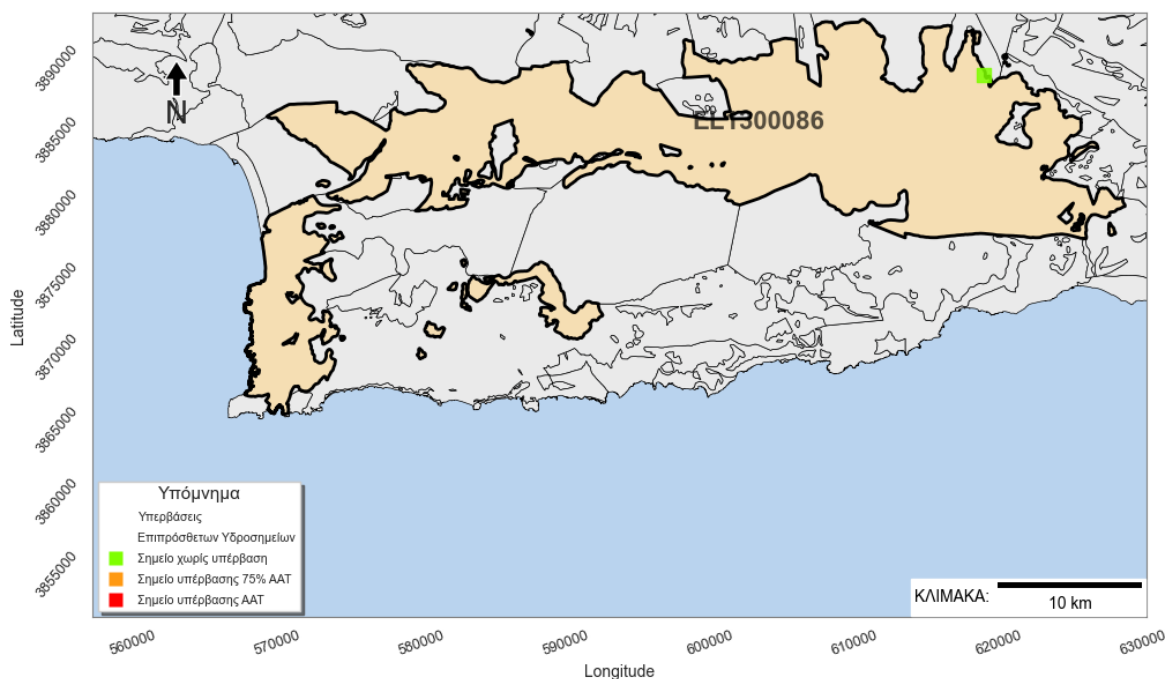 3890000
3885000
3880000
3875000
3870000
3865000
3860000
3855000
Latitude
N
EL1300086
Υπόμνημα
Υπερβάσεις
Επιπρόσθετων Υδροσημείων
Σημείο χωρίς υπέρβαση
Σημείο υπέρβασης 75% ΑΑΤ
Σημείο υπέρβασης ΑΑΤ
ΚΛΙΜΑΚΑ:
10 km
560000 570000 580000 590000 600000 610000 620000 630000
Longitude